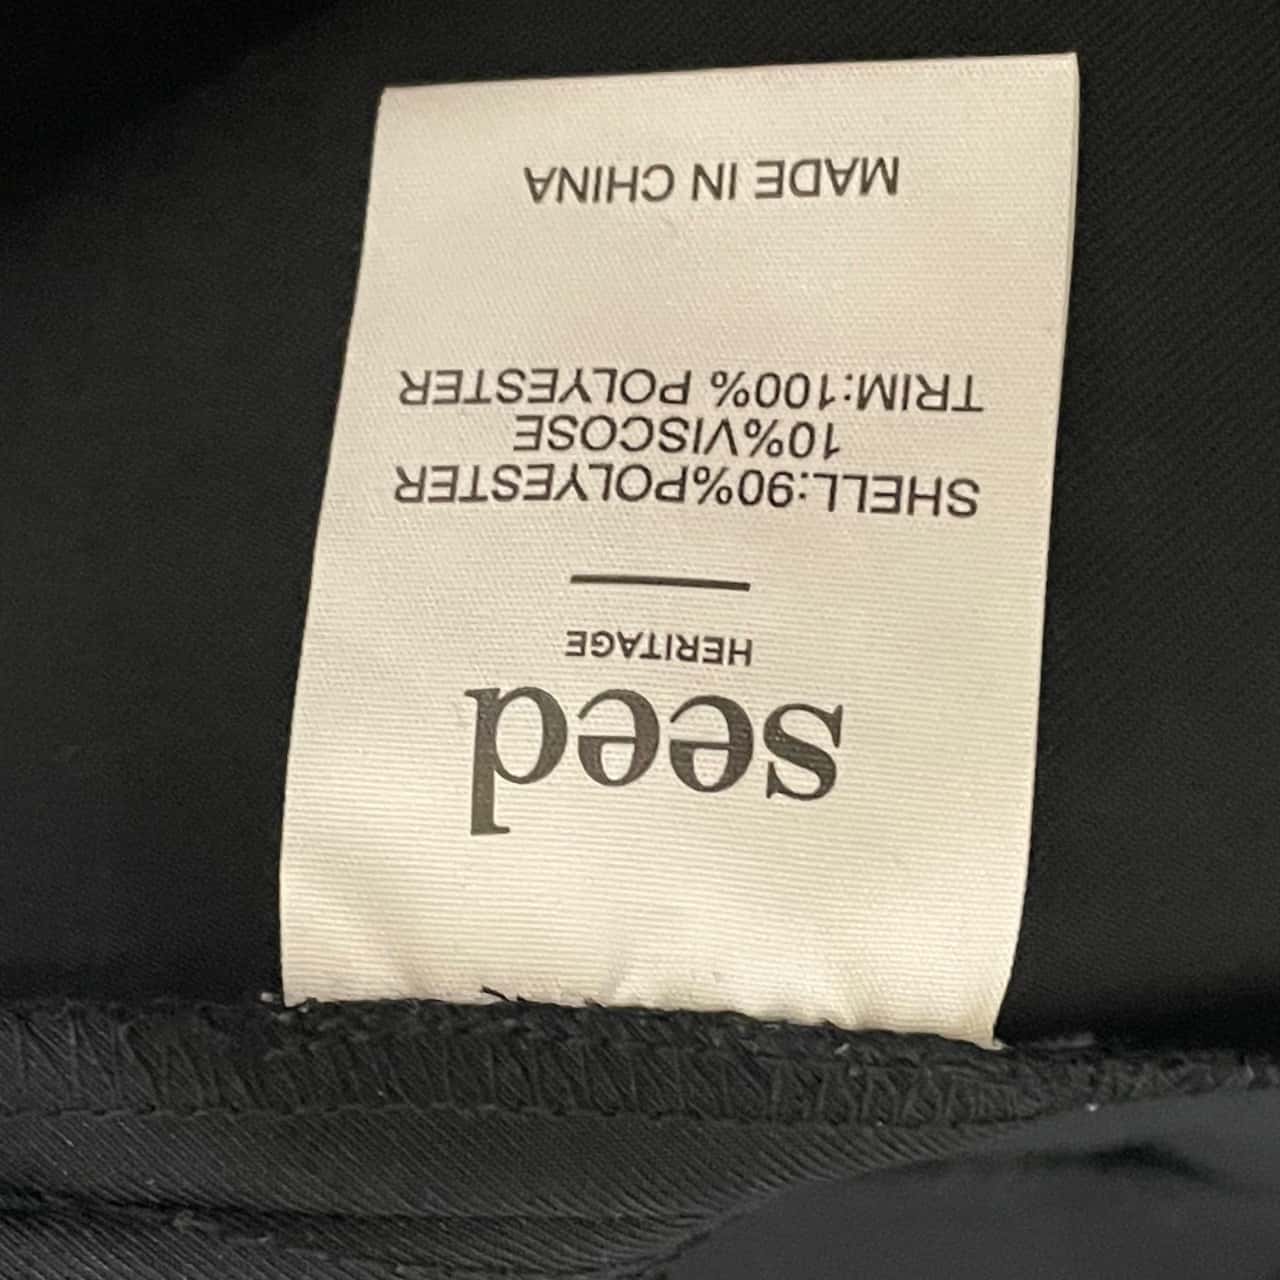 seed
HERITAGE
SHELL:90%POLYESTER
10%VISCOSE
TRIM:100% POLYESTER
MADE IN CHINA